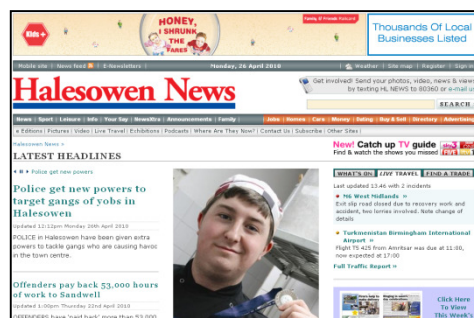 Kids +
HONEY,
I SHRUNK
THE
FARES
Family & Friends Railcard
Thousands Of Local
Businesses Listed
Mobile site | News feed | E-Newsletters |
Monday, 26 April 2010
Weather | Site map | Register | Sign in
Halesowen News
Get involved! Send your photos, video, news & views
by texting HL NEWS to 80360 or e-mail us
SEARCH
News | Sport | Leisure | Info | Your Say | NewsXtra | Announcements | Family |
Jobs | Homes | Cars | Money | Dating | Buy & Sell | Directory | Advertising
e Editions | Pictures | Video | Live Travel | Exhibitions | Podcasts | Where Are They Now? | Contact Us | Subscribe | Other Sites |
Halesowen News >
LATEST HEADLINES
Police get new powers
Police get new powers to
target gangs of yobs in
Halesowen
Updated 12:12pm Monday 26th April 2010
POLICE in Halesowen have been given extra
powers to tackle gangs who are causing havoc
in the town centre.
Offenders pay back 53,000 hours
of work to Sandwell
Updated 1:00pm Thursday 22nd April 2010
OFFENDERS have 'paid back' more than 53,000
New! Catch up TV guide
Find & watch the shows you missed
WHAT'S ON
LIVE TRAVEL
FIND A TRADE
Last updated 13.46 with 2 incidents
M6 West Midlands »
Exit slip road closed due to recovery work and
accident, two lorries involved. Note change of
details
Turkmenistan Birmingham International
Airport »
Flight T5 425 from Amritsar was due at 11:00,
now expected at 17:00
Full Traffic Report »
Click Here
To View
This Week's